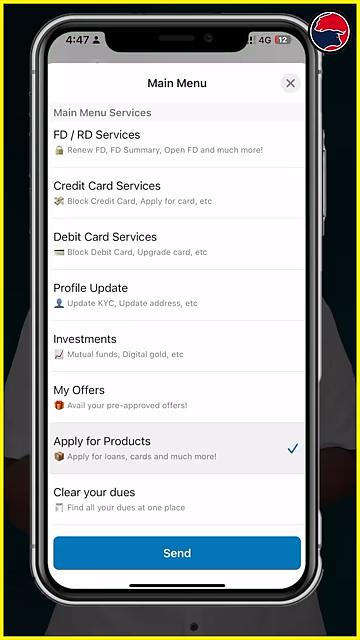 4:47
4G 12
Main Menu
Main Menu Services
FD / RD Services
Renew FD, FD Summary, Open FD and much more!
Credit Card Services
Block Credit Card, Apply for card, etc
Debit Card Services
Block Debit Card, Upgrade card, etc
Profile Update
Update KYC, Update address, etc
Investments
Mutual funds, Digital gold, etc
My Offers
Avail your pre-approved offers!
Apply for Products
Apply for loans, cards and much more!
Clear your dues
Find all your dues at one place
Send